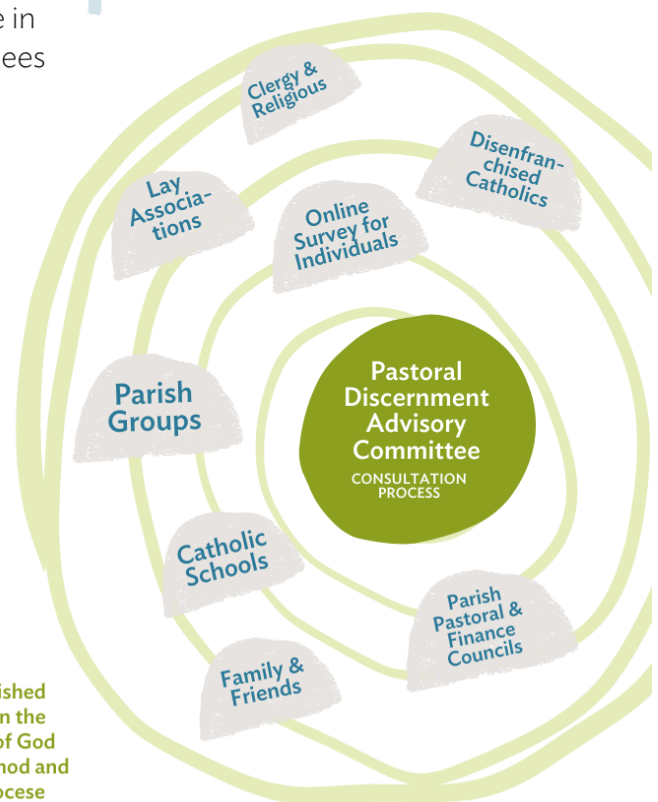 e in
ees
Clergy &
Religious
Disenfran-
chised
Catholics
Lay
Associa-
tions
Online
Survey for
Individuals
Parish
Groups
Pastoral
Discernment
Advisory
Committee
CONSULTATION
PROCESS
Catholic
Schools
Parish
Pastoral &
Finance
Councils
Family &
Friends
ished
n the
of God
nod and
ocese